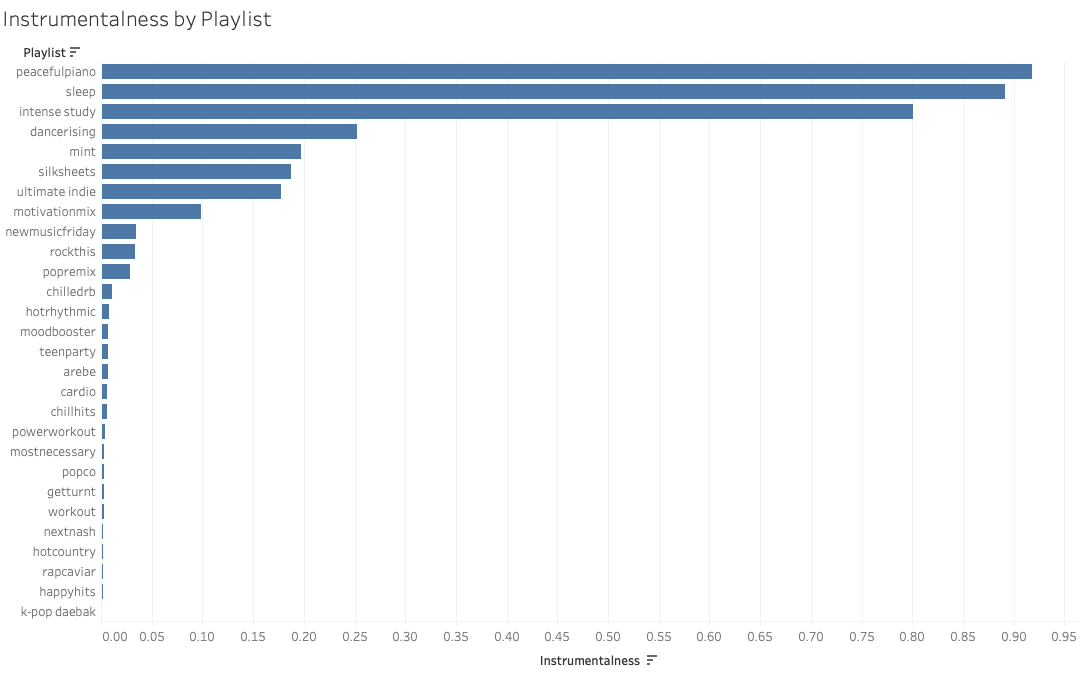 Instrumentalness by Playlist
Playlist
peacefulpiano
sleep
intense study
dancerising
mint
silksheets
ultimate indie
motivationmix
newmusicfriday
rockthis
popremix
chilledrb
hotrhythmic
moodbooster
teenparty
arebe
cardio
chillhits
powerworkout
mostnecessary
popco
getturnt
workout
nextnash
hotcountry
rapcaviar
happyhits
k-pop daebak
0.00 0.05 0.10 0.15 0.20 0.25 0.30 0.35 0.40 0.45 0.50 0.55 0.60 0.65 0.70 0.75 0.80 0.85 0.90 0.95
Instrumentalness